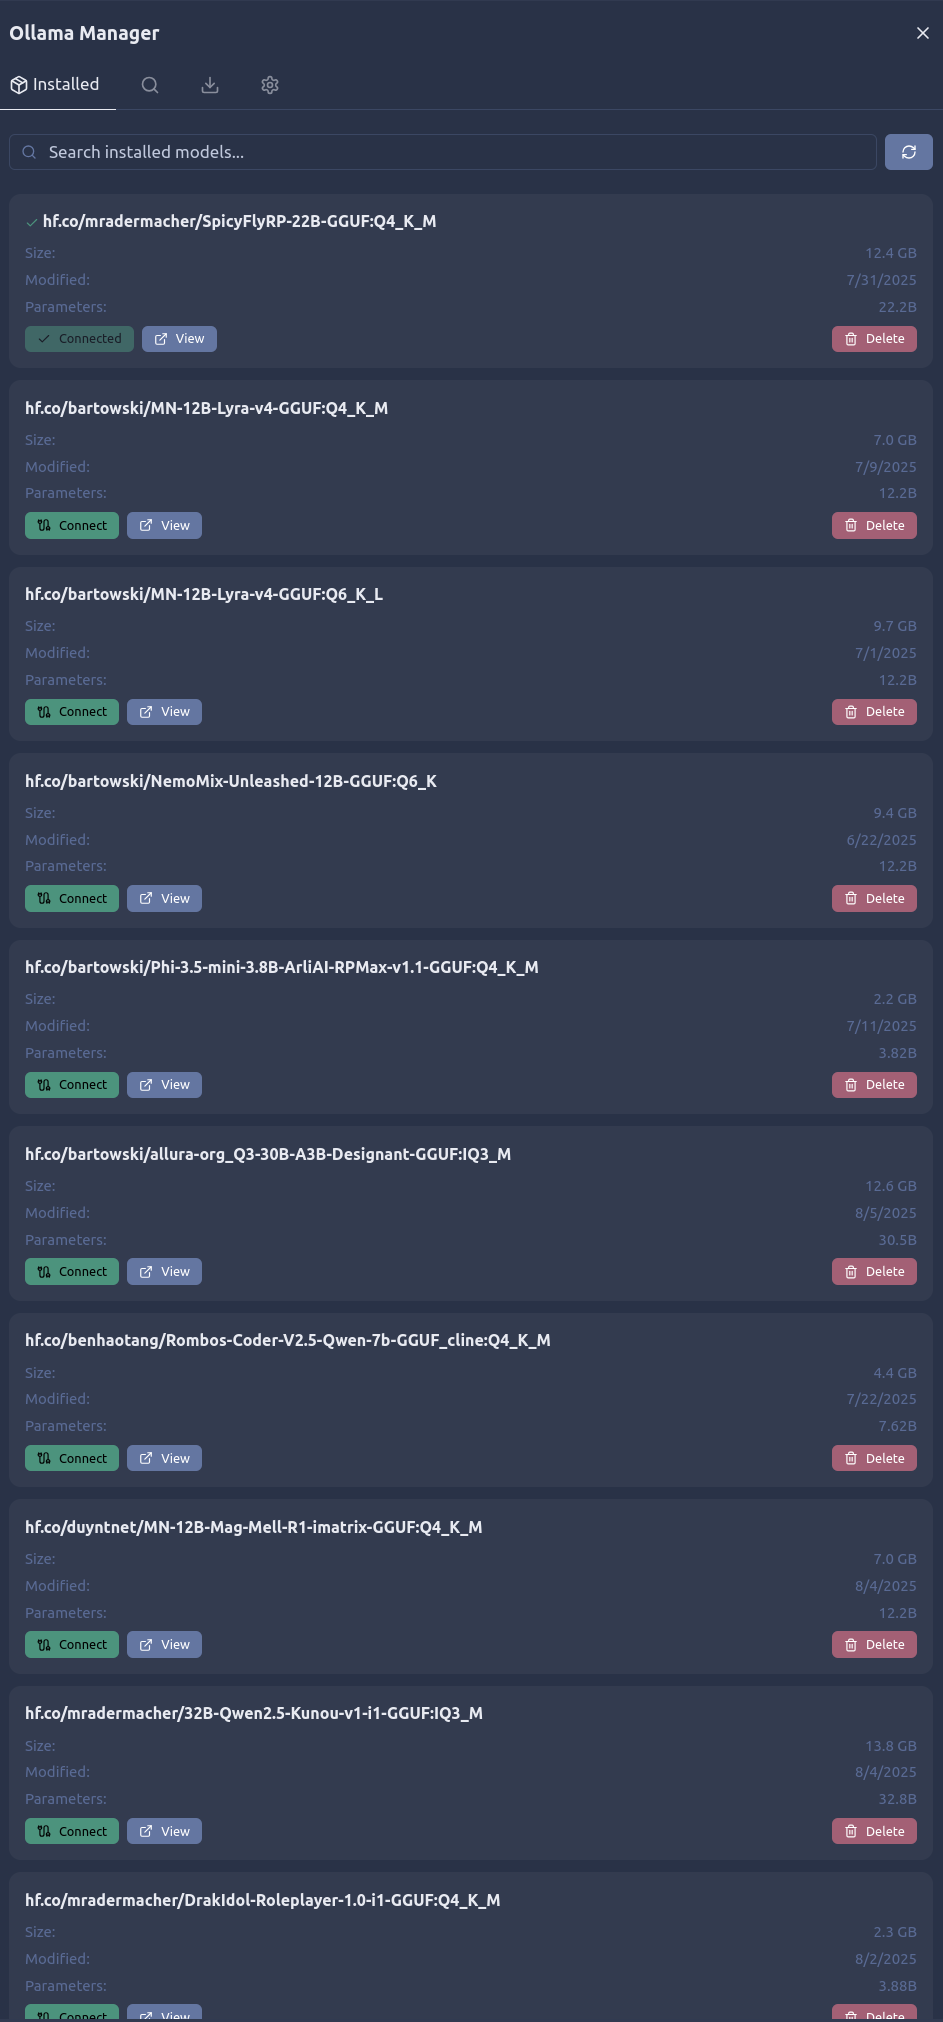 Ollama Manager
Installed
Search installed models...
hf.co/mradermacher/SpicyFlyRP-22B-GGUF:Q4_K_M
Size: 12.4 GB
Modified: 7/31/2025
Parameters: 22.2B
Connected View Delete
hf.co/bartowski/MN-12B-Lyra-v4-GGUF:Q4_K_M
Size: 7.0 GB
Modified: 7/9/2025
Parameters: 12.2B
Connect View Delete
hf.co/bartowski/MN-12B-Lyra-v4-GGUF:Q6_K_L
Size: 9.7 GB
Modified: 7/1/2025
Parameters: 12.2B
Connect View Delete
hf.co/bartowski/NemoMix-Unleashed-12B-GGUF:Q6_K
Size: 9.4 GB
Modified: 6/22/2025
Parameters: 12.2B
Connect View Delete
hf.co/bartowski/Phi-3.5-mini-3.8B-ArliAI-RPMax-v1.1-GGUF:Q4_K_M
Size: 2.2 GB
Modified: 7/11/2025
Parameters: 3.82B
Connect View Delete
hf.co/bartowski/allura-org_Q3-30B-A3B-Designant-GGUF:IQ3_M
Size: 12.6 GB
Modified: 8/5/2025
Parameters: 30.5B
Connect View Delete
hf.co/benhaotang/Rombos-Coder-V2.5-Qwen-7b-GGUF_cline:Q4_K_M
Size: 4.4 GB
Modified: 7/22/2025
Parameters: 7.62B
Connect View Delete
hf.co/duyntnet/MN-12B-Mag-Mell-R1-imatrix-GGUF:Q4_K_M
Size: 7.0 GB
Modified: 8/4/2025
Parameters: 12.2B
Connect View Delete
hf.co/mradermacher/32B-Qwen2.5-Kunou-v1-i1-GGUF:IQ3_M
Size: 13.8 GB
Modified: 8/4/2025
Parameters: 32.8B
Connect View Delete
hf.co/mradermacher/DrakIdol-Roleplayer-1.0-i1-GGUF:Q4_K_M
Size: 2.3 GB
Modified: 8/2/2025
Parameters: 3.88B
Connect View Delete